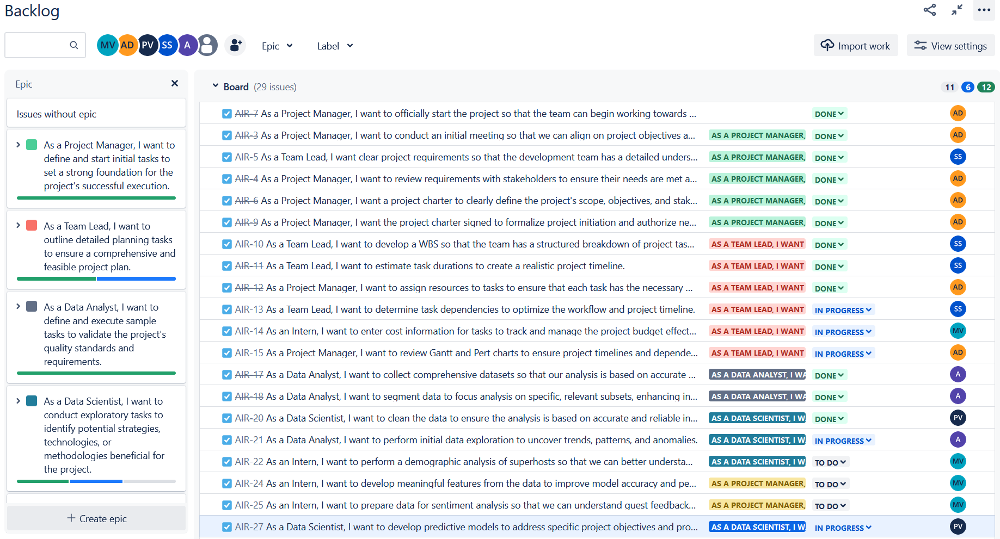 Backlog
MV AD PV SS A Epic Label Import work View settings
Epic
Issues without epic
As a Project Manager, I want to
define and start initial tasks to
set a strong foundation for the
project's successful execution.
As a Team Lead, I want to
outline detailed planning tasks
to ensure a comprehensive and
feasible project plan.
As a Data Analyst, I want to
define and execute sample
tasks to validate the project's
quality standards and
requirements.
As a Data Scientist, I want to
conduct exploratory tasks to
identify potential strategies,
technologies, or
methodologies beneficial for
the project.
+ Create epic
Board (29 issues) 11 6 12
AIR-7 As a Project Manager, I want to officially start the project so that the team can begin working towards ... DONE AD
AIR-3 As a Project Manager, I want to conduct an initial meeting so that we can align on project objectives a... AS A PROJECT MANAGER, DONE AD
AIR-5 As a Team Lead, I want clear project requirements so that the development team has a detailed unders... AS A PROJECT MANAGER, DONE SS
AIR-4 As a Project Manager, I want to review requirements with stakeholders to ensure their needs are met a... AS A PROJECT MANAGER, DONE AD
AIR-6 As a Project Manager, I want a project charter to clearly define the project's scope, objectives, and stak... AS A PROJECT MANAGER, DONE AD
AIR-9 As a Project Manager, I want the project charter signed to formalize project initiation and authorize ne... AS A PROJECT MANAGER, DONE AD
AIR-10 As a Team Lead, I want to develop a WBS so that the team has a structured breakdown of project tas... AS A TEAM LEAD, I WANT DONE SS
AIR-11 As a Team Lead, I want to estimate task durations to create a realistic project timeline. AS A TEAM LEAD, I WANT DONE SS
AIR-12 As a Project Manager, I want to assign resources to tasks to ensure that each task has the necessary ... AS A TEAM LEAD, I WANT DONE AD
AIR-13 As a Team Lead, I want to determine task dependencies to optimize the workflow and project timeline. AS A TEAM LEAD, I WANT IN PROGRESS SS
AIR-14 As an Intern, I want to enter cost information for tasks to track and manage the project budget effect... AS A TEAM LEAD, I WANT IN PROGRESS MV
AIR-15 As a Project Manager, I want to review Gantt and Pert charts to ensure project timelines and depende... AS A TEAM LEAD, I WANT IN PROGRESS AD
AIR-17 As a Data Analyst, I want to collect comprehensive datasets so that our analysis is based on accurate ... AS A DATA ANALYST, I WA DONE A
AIR-18 As a Data Analyst, I want to segment data to focus analysis on specific, relevant subsets, enhancing in... AS A DATA ANALYST, I WA DONE A
AIR-20 As a Data Scientist, I want to clean the data to ensure the analysis is based on accurate and reliable in... AS A DATA SCIENTIST, I W DONE PV
AIR-21 As a Data Analyst, I want to perform initial data exploration to uncover trends, patterns, and anomalies. AS A DATA SCIENTIST, I W IN PROGRESS A
AIR-22 As an Intern, I want to perform a demographic analysis of superhosts so that we can better understa... AS A DATA SCIENTIST, I W TO DO MV
AIR-24 As an Intern, I want to develop meaningful features from the data to improve model accuracy and pe... AS A PROJECT MANAGER, TO DO MV
AIR-25 As an Intern, I want to prepare data for sentiment analysis so that we can understand guest feedback... AS A PROJECT MANAGER, TO DO MV
AIR-27 As a Data Scientist, I want to develop predictive models to address specific project objectives and pro... AS A DATA SCIENTIST, I W IN PROGRESS PV